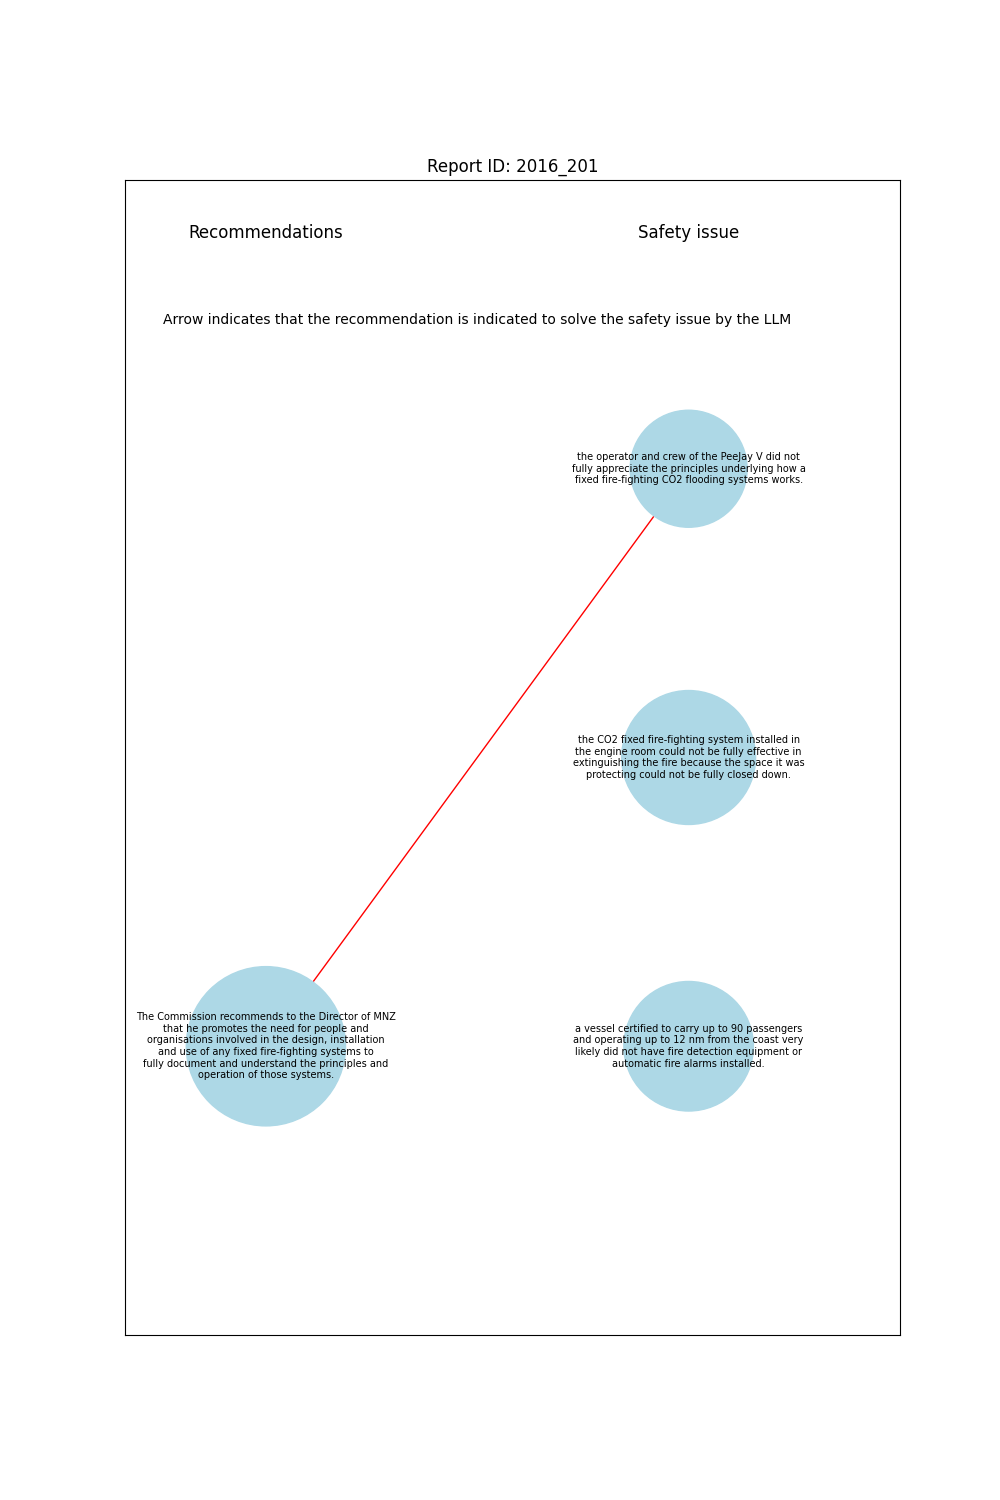 Report ID: 2016_201
Recommendations
Safety issue
Arrow indicates that the recommendation is indicated to solve the safety issue by the LLM
the operator and crew of the PeeJay V did not
fully appreciate the principles underlying how a
fixed fire-fighting CO2 flooding systems works.
the CO2 fixed fire-fighting system installed in
the engine room could not be fully effective in
extinguishing the fire because the space it was
protecting could not be fully closed down.
The Commission recommends to the Director of MNZ
that he promotes the need for people and
organisations involved in the design, installation
and use of any fixed fire-fighting systems to
fully document and understand the principles and
operation of those systems.
a vessel certified to carry up to 90 passengers
and operating up to 12 nm from the coast very
likely did not have fire detection equipment or
automatic fire alarms installed.